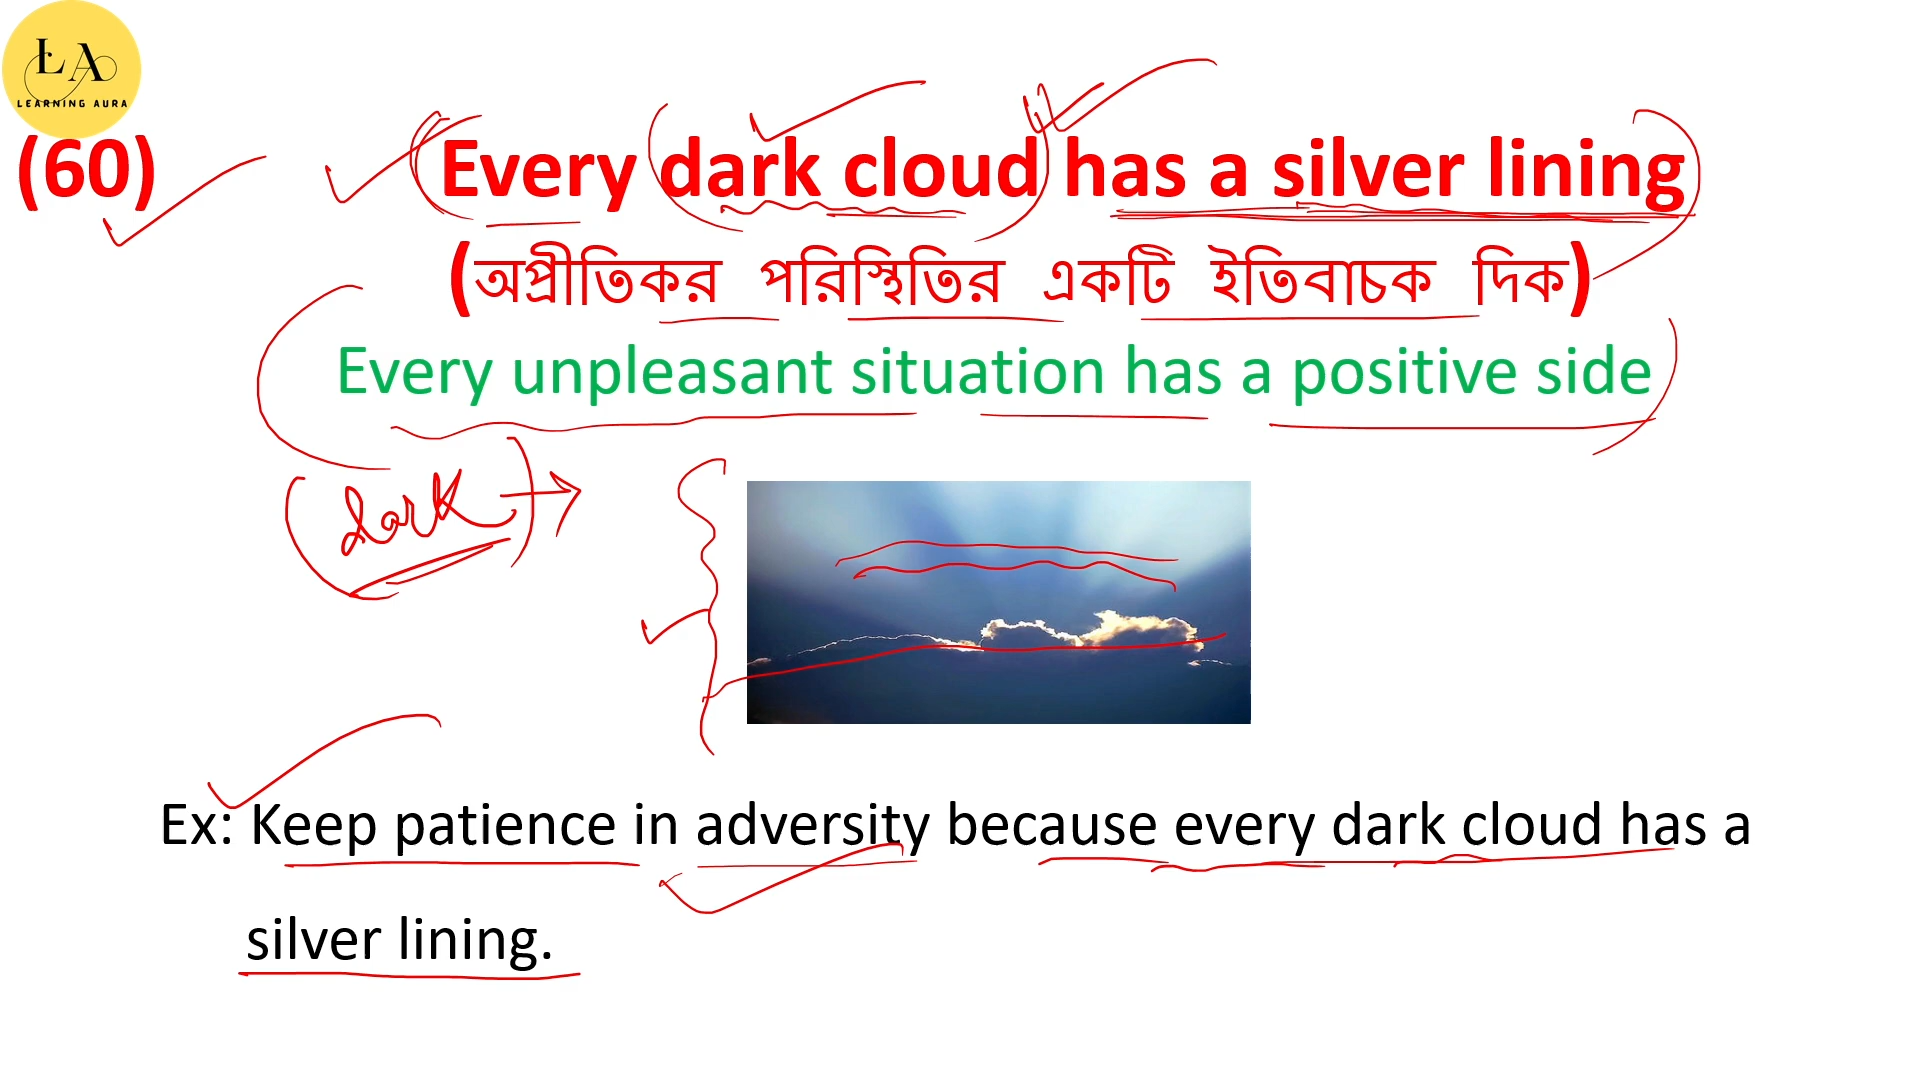 LA
LEARNING AURA
(60) Every dark cloud has a silver lining
(অপ্রীতিকর পরিস্থিতির একটি ইতিবাচক দিক)
Every unpleasant situation has a positive side
(dark) →
Ex: Keep patience in adversity because every dark cloud has a
silver lining.